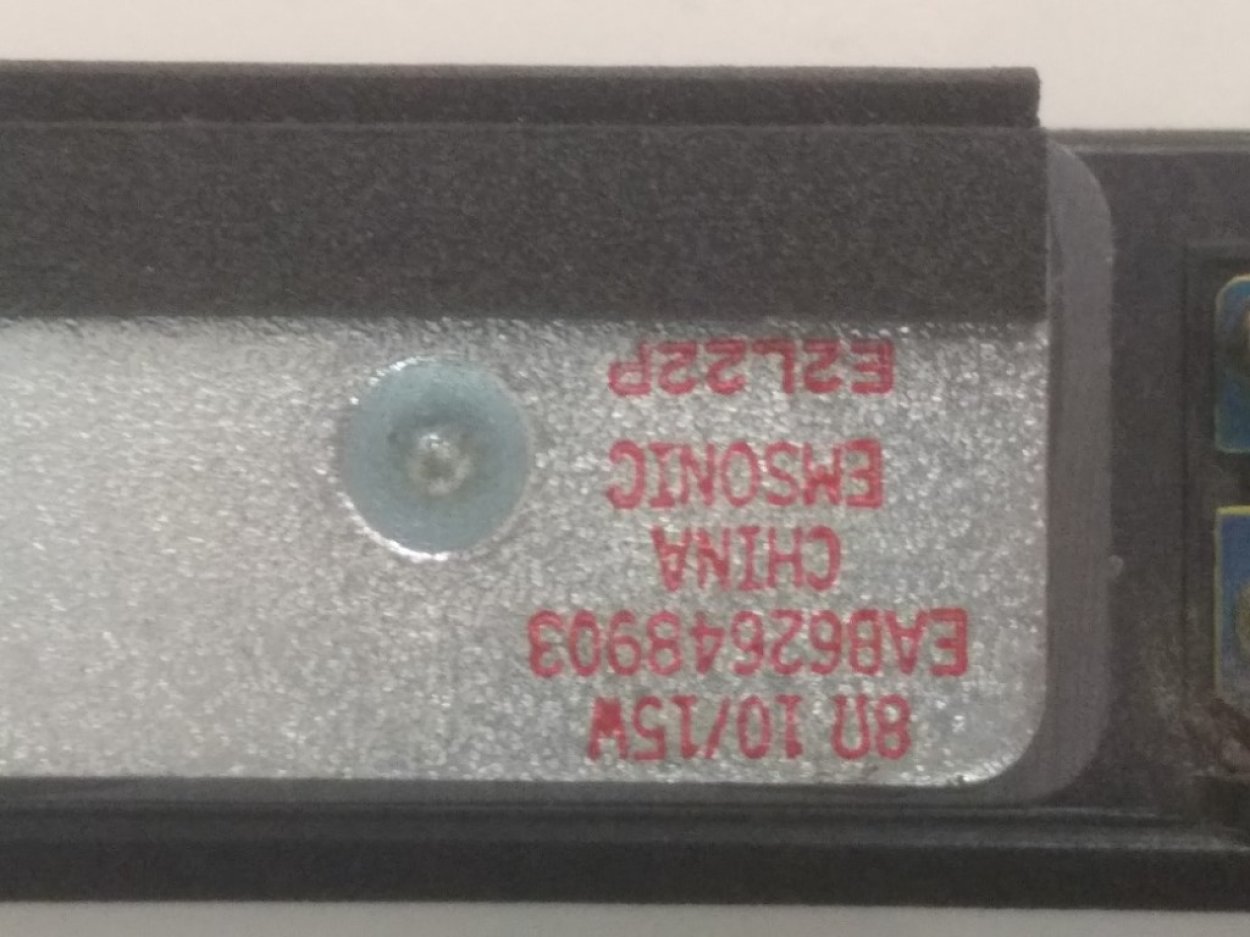 8Ω 10/15W
EAB62648903
CHINA
EMSONIC
E2L22P